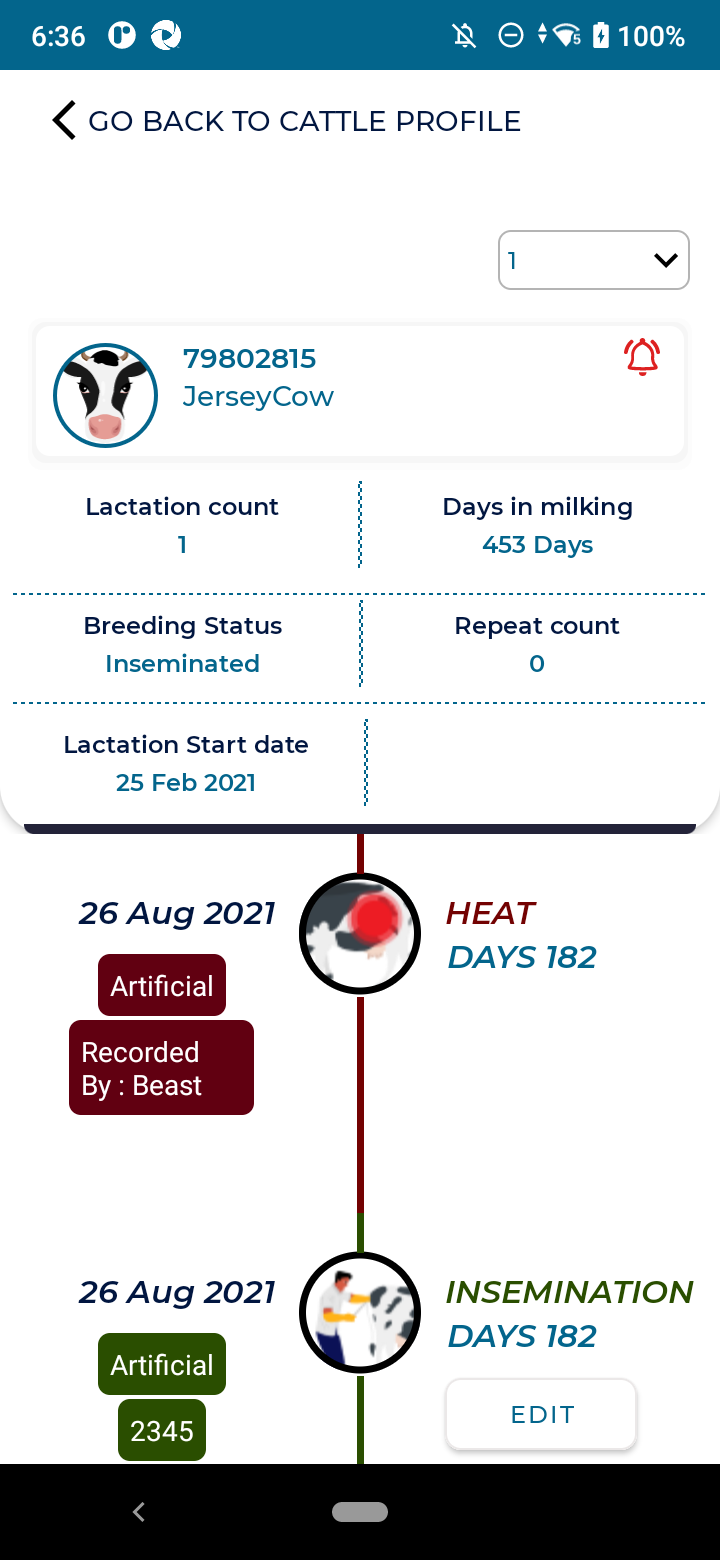 6:36
5 100%
GO BACK TO CATTLE PROFILE
1
79802815
JerseyCow
Lactation count
1
Days in milking
453 Days
Breeding Status
Inseminated
Repeat count
0
Lactation Start date
25 Feb 2021
26 Aug 2021
HEAT
DAYS 182
Artificial
Recorded
By : Beast
26 Aug 2021
INSEMINATION
DAYS 182
Artificial
2345
EDIT